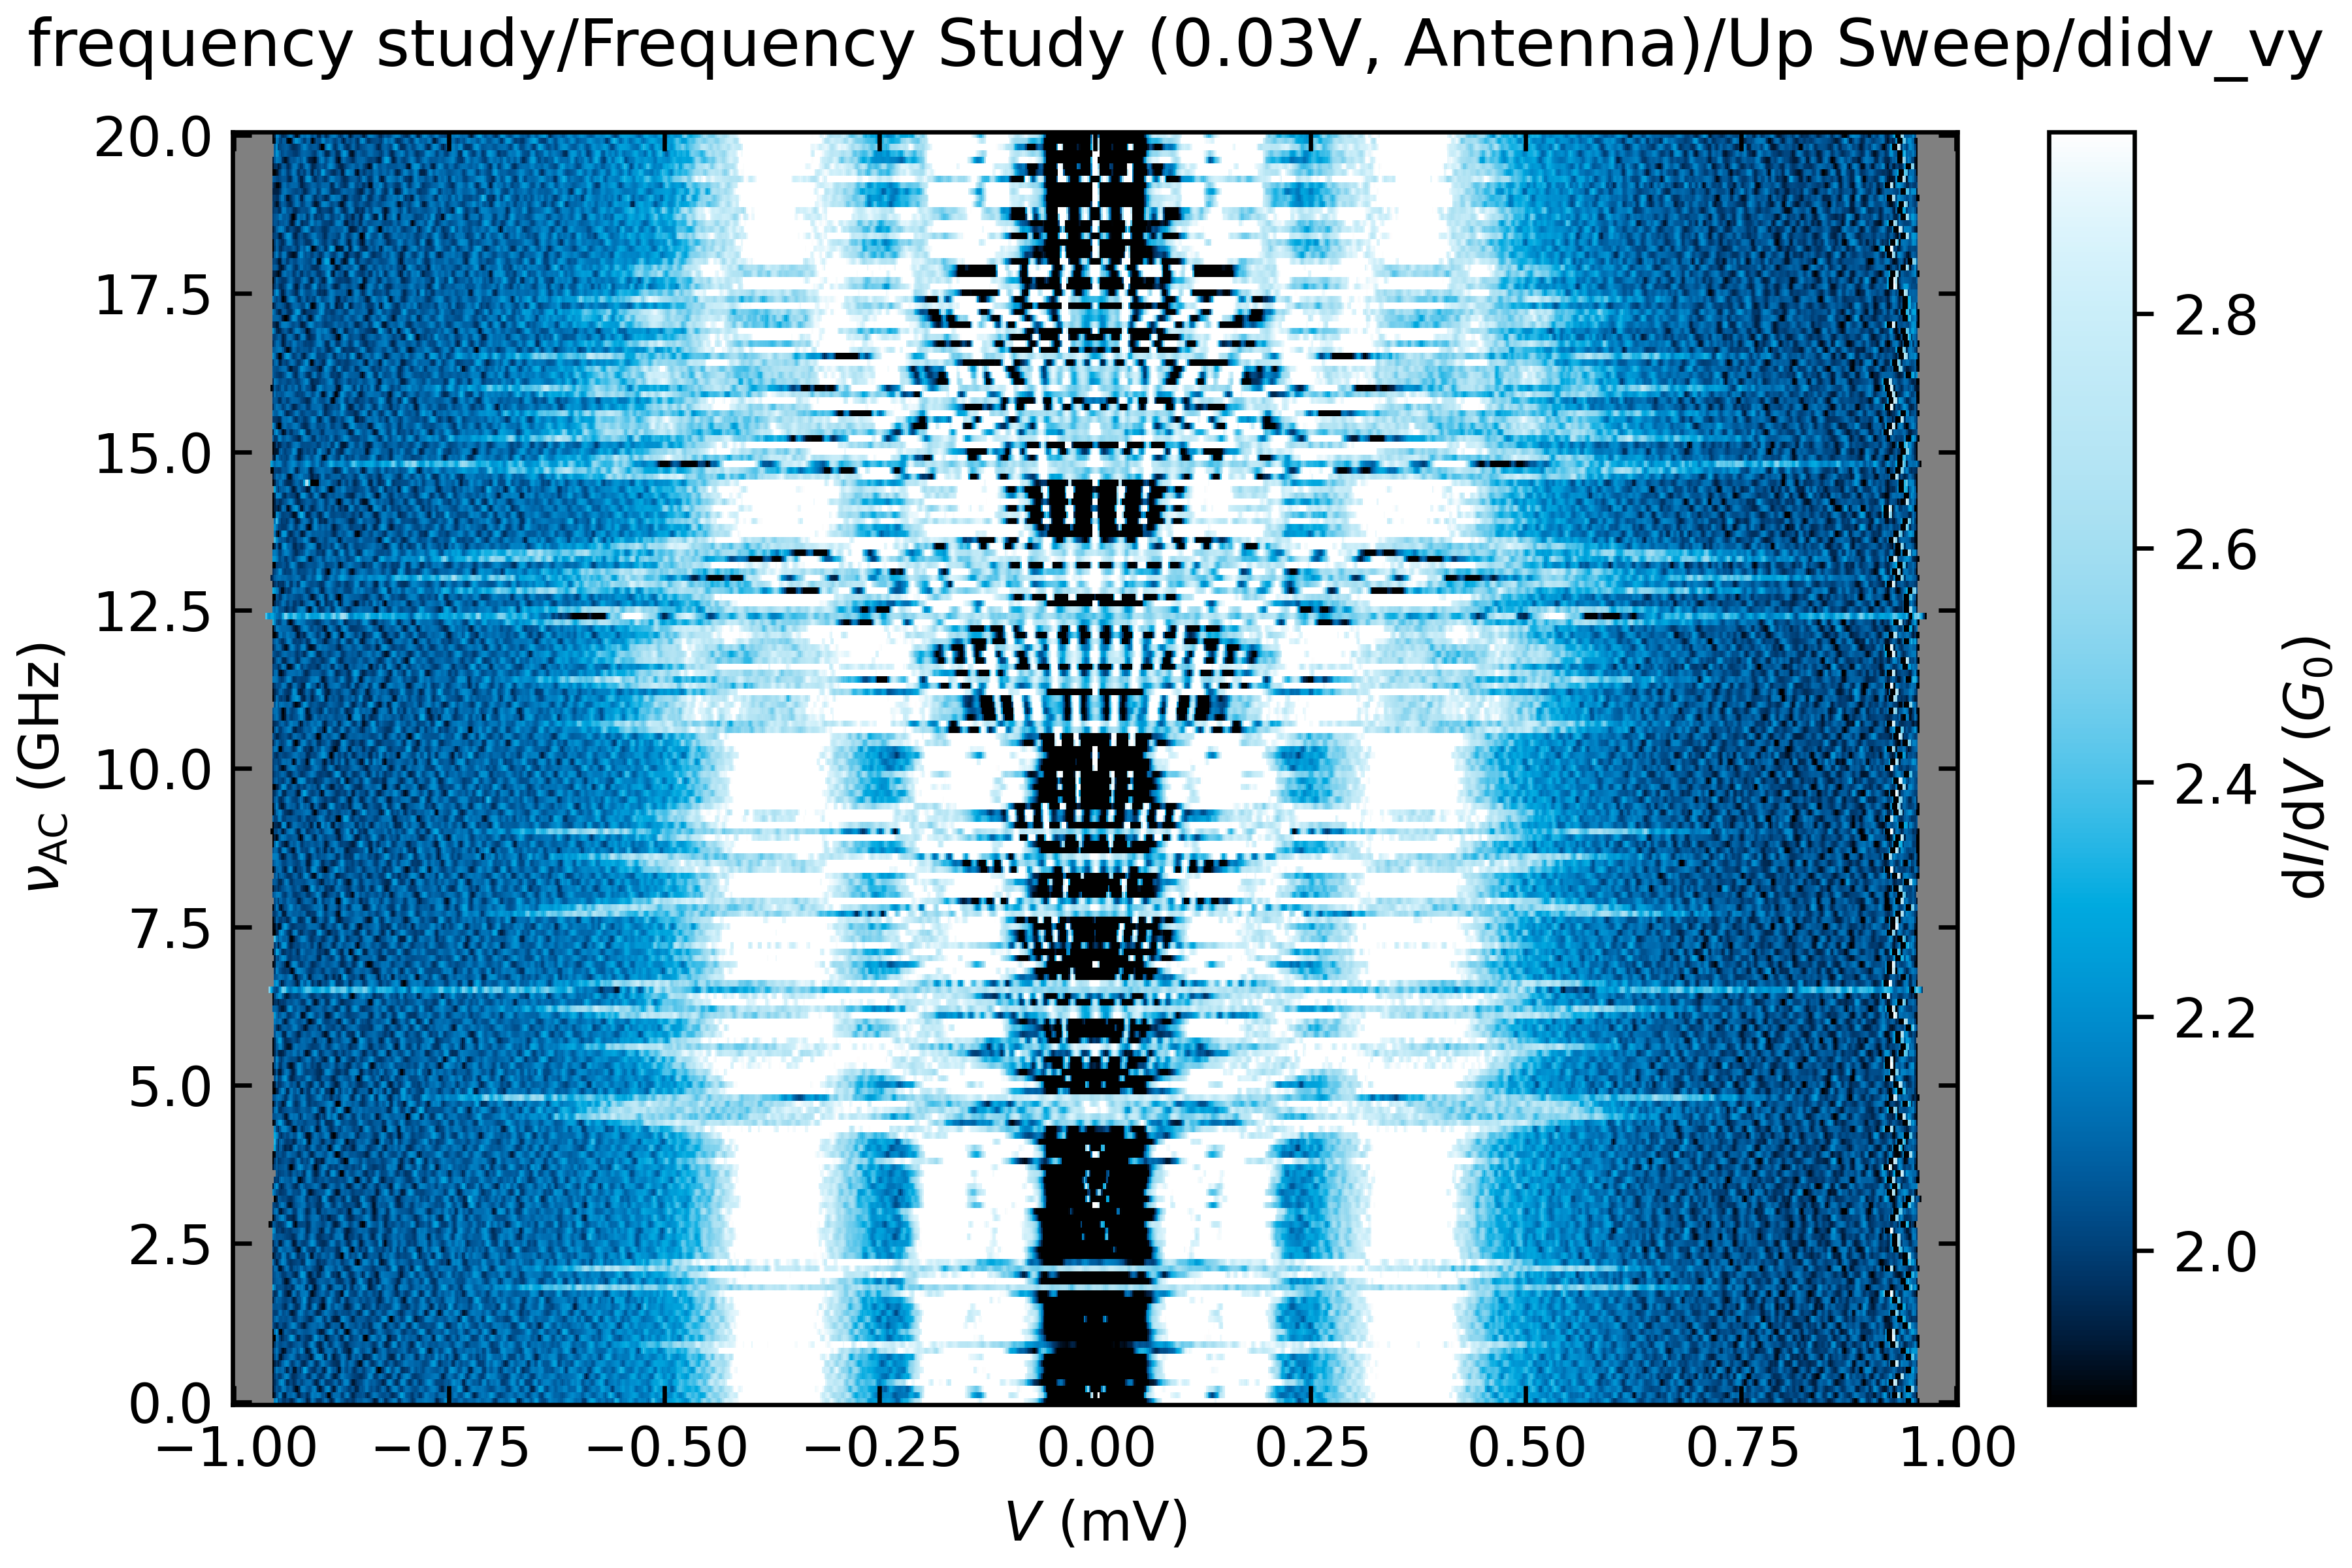 frequency study/Frequency Study (0.03V, Antenna)/Up Sweep/didv_vy
20.0
17.5
15.0
12.5
10.0
7.5
5.0
2.5
0.0
ν_AC (GHz)
−1.00 −0.75 −0.50 −0.25 0.00 0.25 0.50 0.75 1.00
V (mV)
2.8
2.6
2.4
2.2
2.0
dI/dV (G₀)